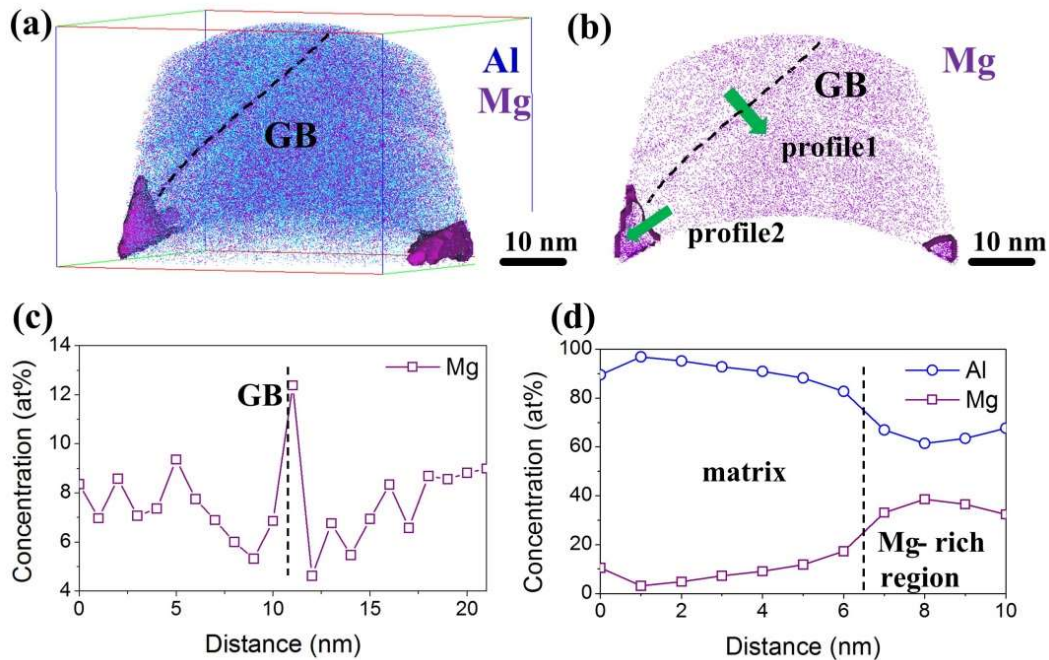 (a)
Al
Mg
GB
10 nm
(b)
Mg
GB
profile1
profile2
10 nm
(c)
14
12
10
8
6
4
Concentration (at%)
GB
Mg
0
5
10
15
20
Distance (nm)
(d)
100
80
60
40
20
0
Concentration (at%)
Al
Mg
matrix
Mg- rich
region
0
2
4
6
8
10
Distance (nm)